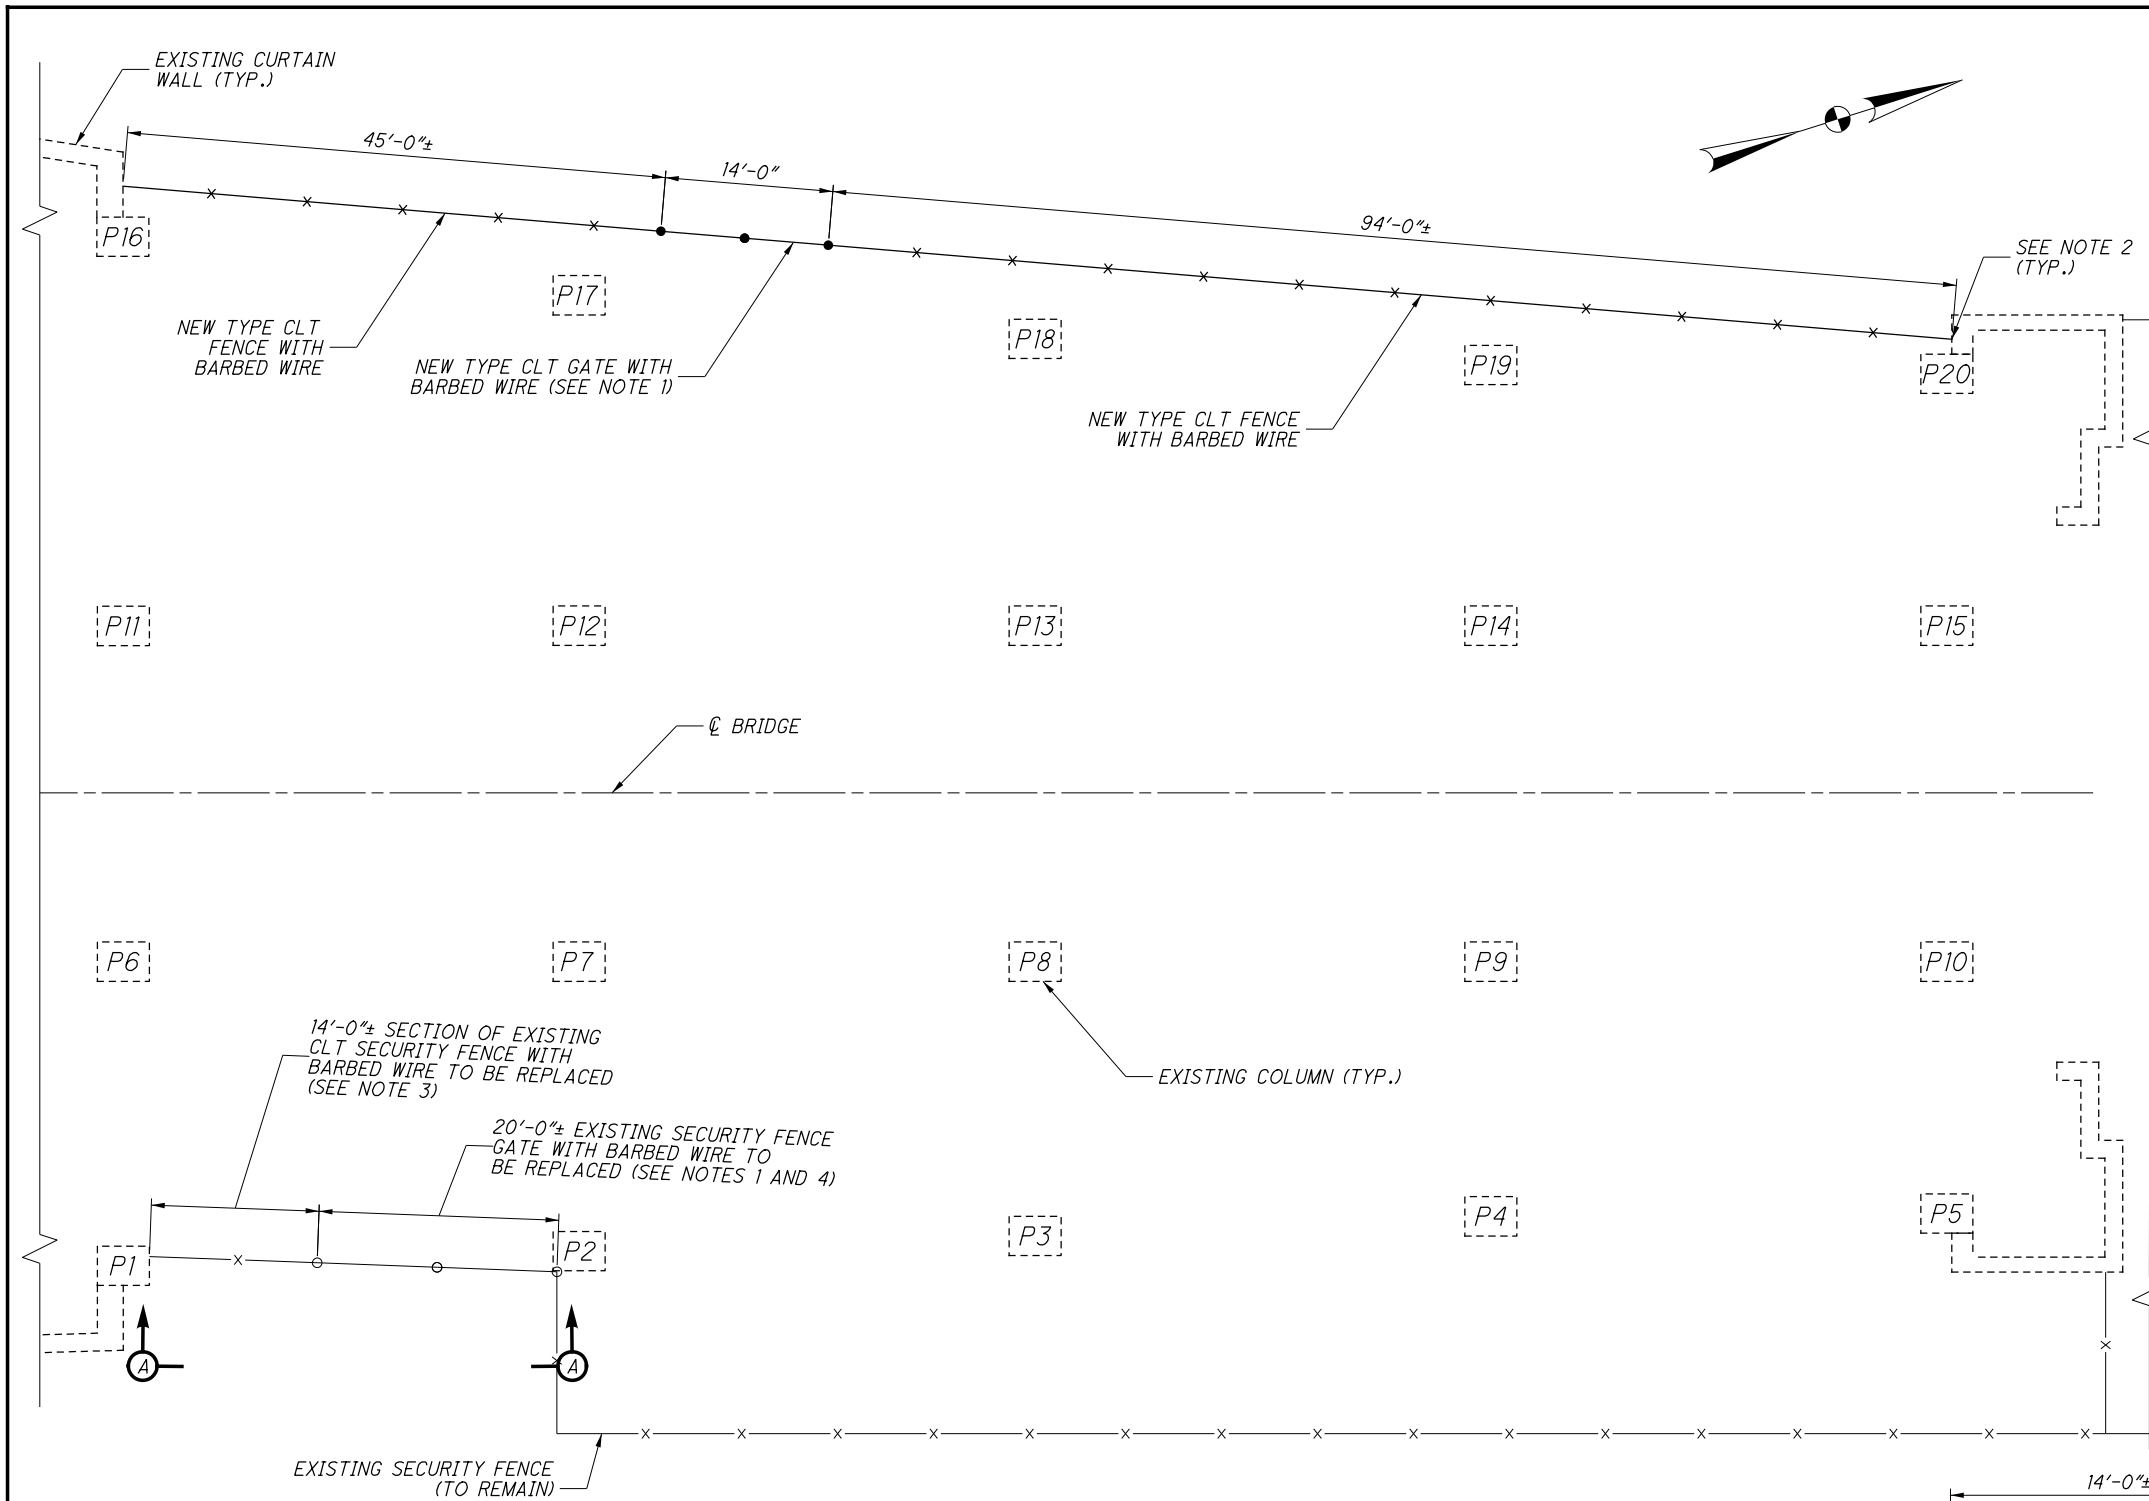 EXISTING CURTAIN
WALL (TYP.)
45'-0"±
14'-0"
94'-0"±
SEE NOTE 2
(TYP.)
P16
P17
P18
P19
P20
NEW TYPE CLT
FENCE WITH
BARBED WIRE
NEW TYPE CLT GATE WITH
BARBED WIRE (SEE NOTE 1)
NEW TYPE CLT FENCE
WITH BARBED WIRE
P11
P12
P13
P14
P15
℄ BRIDGE
P6
P7
P8
P9
P10
14'-0"± SECTION OF EXISTING
CLT SECURITY FENCE WITH
BARBED WIRE TO BE REPLACED
(SEE NOTE 3)
EXISTING COLUMN (TYP.)
20'-0"± EXISTING SECURITY FENCE
GATE WITH BARBED WIRE TO
BE REPLACED (SEE NOTES 1 AND 4)
P1
P2
P3
P4
P5
A
A
EXISTING SECURITY FENCE
(TO REMAIN)
14'-0"±